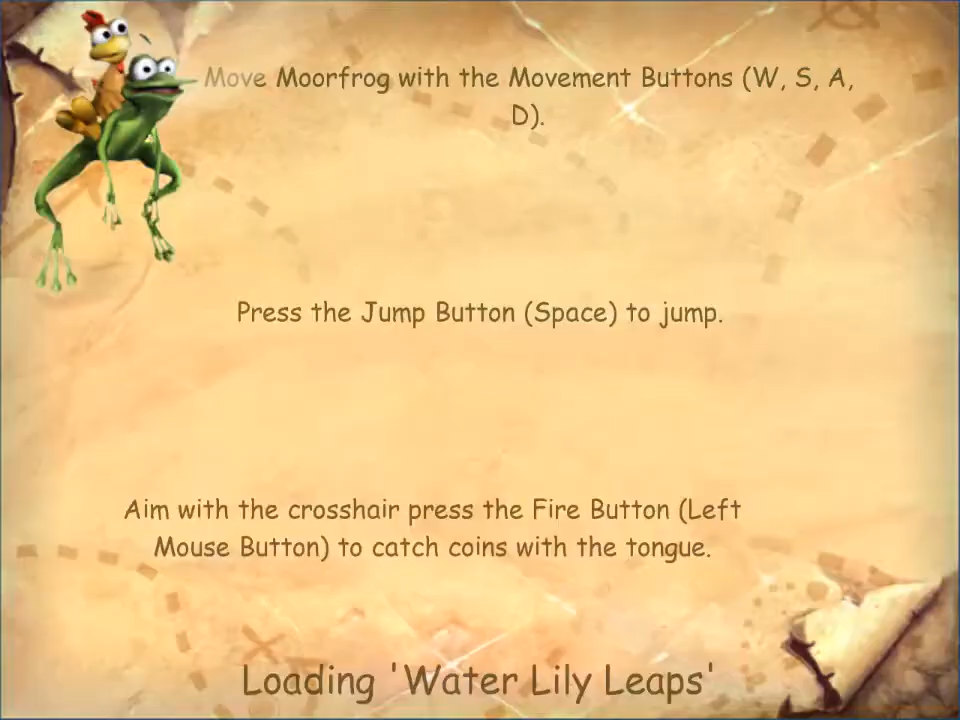 Move Moorfrog with the Movement Buttons (W, S, A,
D).
Press the Jump Button (Space) to jump.
Aim with the crosshair press the Fire Button (Left
Mouse Button) to catch coins with the tongue.
Loading 'Water Lily Leaps'